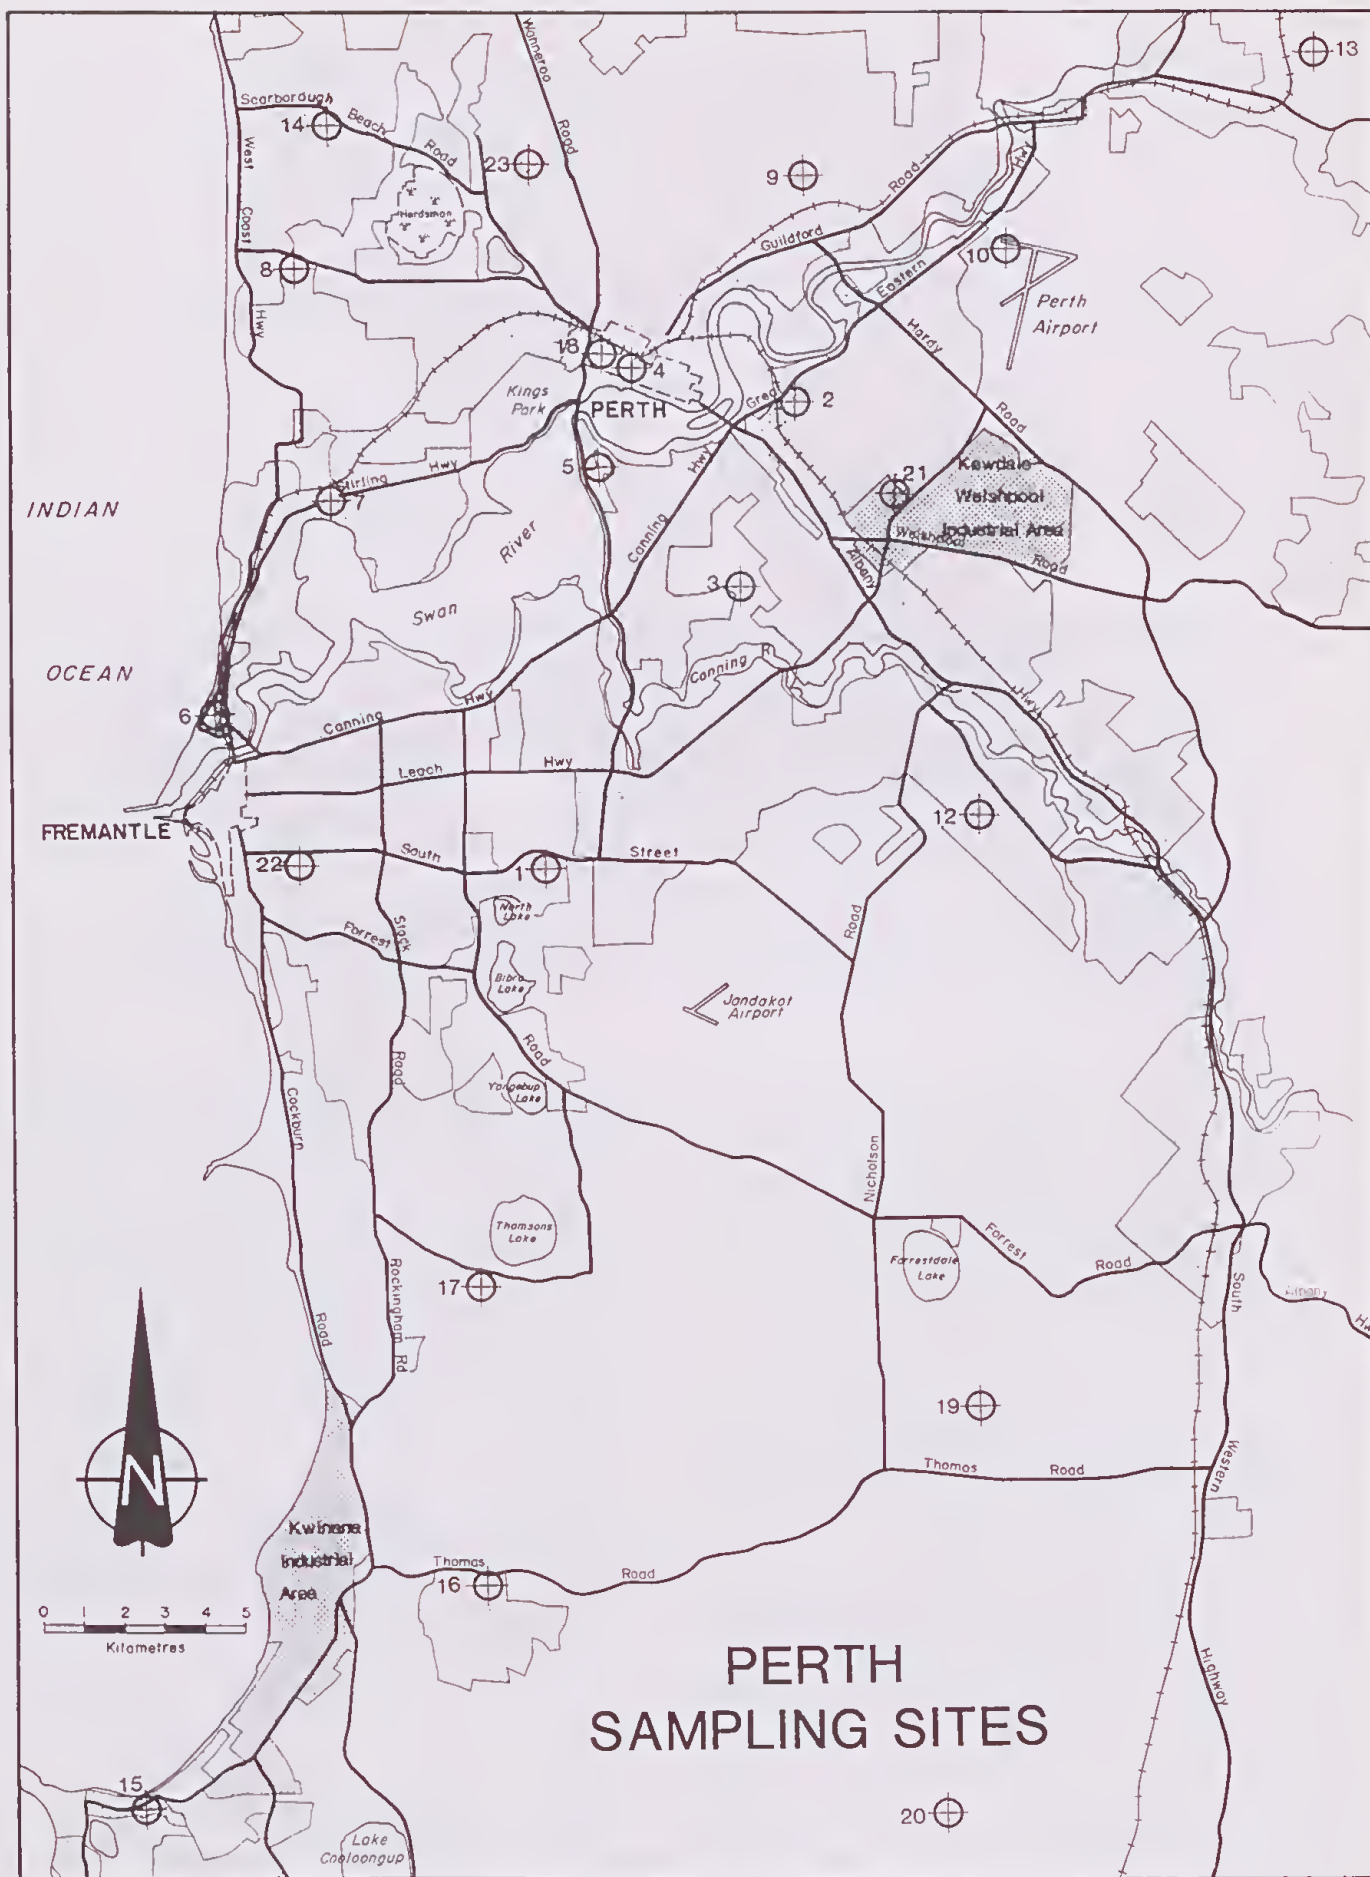 Wanneroo
Road
13
Scarborough
Beach
Road
14
West
Coast
Hwy
23
9
Road
Guildford
Hwy
Herdsman
8
10
Eastern
Perth
Airport
Hardy
Road
18
4
Kings
Park
PERTH
Great
2
5
Hwy
Canning
Stirling
Hwy
7
21
Kewdale
Welshpool
Industrial Area
Welshpool
Road
Albany
Hwy
INDIAN
OCEAN
River
Swan
3
Canning R
6
Canning
Hwy
Leach
Hwy
FREMANTLE
12
22
South
1
Street
North
Lake
Forrest
Stock
Road
Bibra
Lake
Road
Jandakot
Airport
Road
Yangebup
Lake
Cockburn
Road
Nicholson
Thomsons
Lake
17
Rockingham
Rd
Forrestdale
Lake
Forrest
Road
South
Albany
Western
Highway
19
Thomas
Road
N
Kwinana
Industrial
Area
Thomas
Road
16
0 1 2 3 4 5
Kilometres
PERTH
SAMPLING SITES
15
20
Lake
Cooloongup